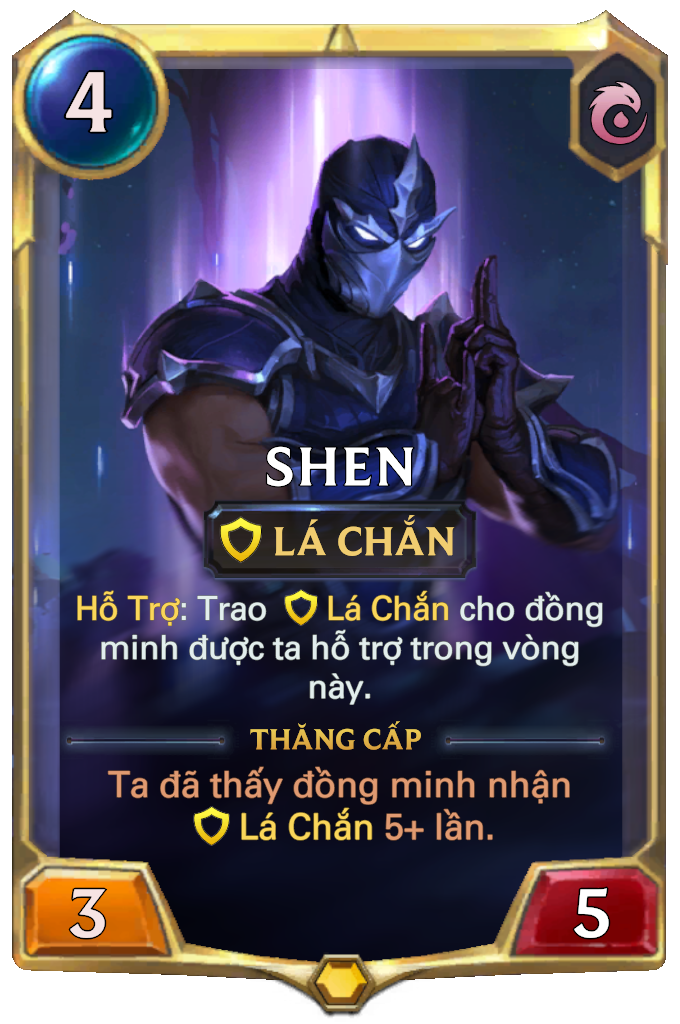 4
SHEN
LÁ CHẮN
Hỗ Trợ: Trao Lá Chắn cho đồng
minh được ta hỗ trợ trong vòng
này.
THĂNG CẤP
Ta đã thấy đồng minh nhận
Lá Chắn 5+ lần.
3
5